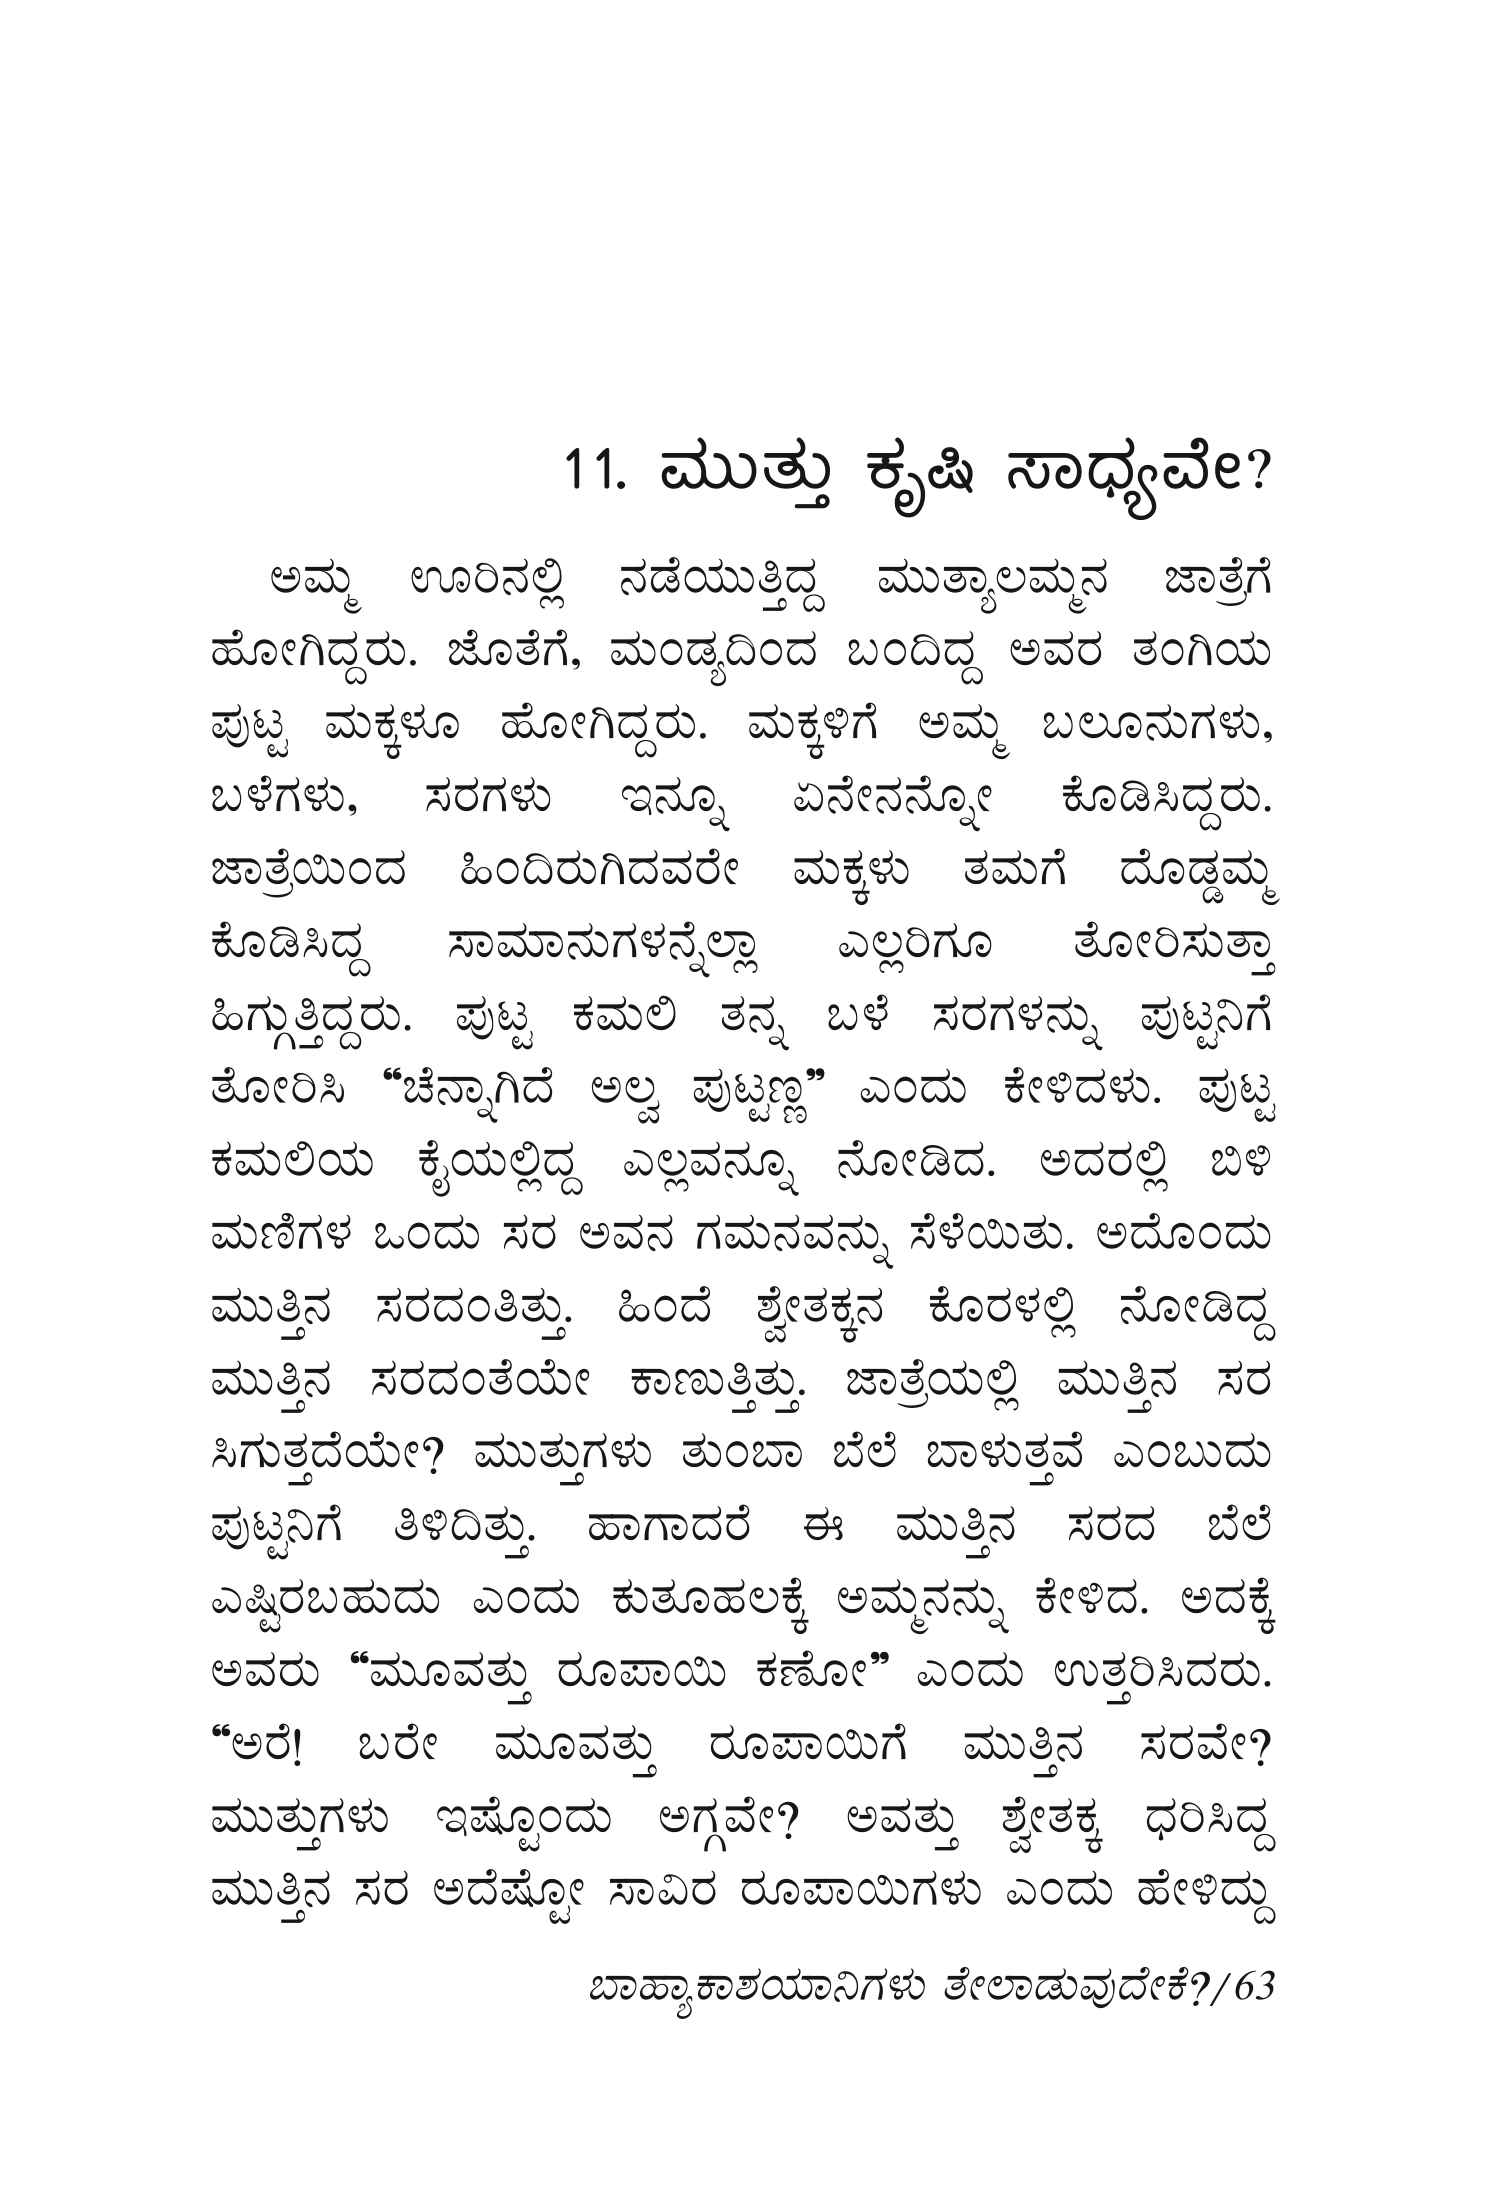 11. ಮುತ್ತು ಕೃಷಿ ಸಾಧ್ಯವೇ?
ಅಮ್ಮ ಊರಿನಲ್ಲಿ ನಡೆಯುತ್ತಿದ್ದ ಮುತ್ಯಾಲಮ್ಮನ ಜಾತ್ರೆಗೆ
ಹೋಗಿದ್ದರು. ಜೊತೆಗೆ, ಮಂಡ್ಯದಿಂದ ಬಂದಿದ್ದ ಅವರ ತಂಗಿಯ
ಪುಟ್ಟ ಮಕ್ಕಳೂ ಹೋಗಿದ್ದರು. ಮಕ್ಕಳಿಗೆ ಅಮ್ಮ ಬಲೂನುಗಳು,
ಬಳೆಗಳು, ಸರಗಳು ಇನ್ನೂ ಏನೇನನ್ನೋ ಕೊಡಿಸಿದ್ದರು.
ಜಾತ್ರೆಯಿಂದ ಹಿಂದಿರುಗಿದವರೇ ಮಕ್ಕಳು ತಮಗೆ ದೊಡ್ಡಮ್ಮ
ಕೊಡಿಸಿದ್ದ ಸಾಮಾನುಗಳನ್ನೆಲ್ಲಾ ಎಲ್ಲರಿಗೂ ತೋರಿಸುತ್ತಾ
ಹಿಗ್ಗುತ್ತಿದ್ದರು. ಪುಟ್ಟ ಕಮಲಿ ತನ್ನ ಬಳೆ ಸರಗಳನ್ನು ಪುಟ್ಟನಿಗೆ
ತೋರಿಸಿ “ಚೆನ್ನಾಗಿದೆ ಅಲ್ವ ಪುಟ್ಟಣ್ಣ” ಎಂದು ಕೇಳಿದಳು. ಪುಟ್ಟ
ಕಮಲಿಯ ಕೈಯಲ್ಲಿದ್ದ ಎಲ್ಲವನ್ನೂ ನೋಡಿದ. ಅದರಲ್ಲಿ ಬಿಳಿ
ಮಣಿಗಳ ಒಂದು ಸರ ಅವನ ಗಮನವನ್ನು ಸೆಳೆಯಿತು. ಅದೊಂದು
ಮುತ್ತಿನ ಸರದಂತಿತ್ತು. ಹಿಂದೆ ಶ್ವೇತಕ್ಕನ ಕೊರಳಲ್ಲಿ ನೋಡಿದ್ದ
ಮುತ್ತಿನ ಸರದಂತೆಯೇ ಕಾಣುತ್ತಿತ್ತು. ಜಾತ್ರೆಯಲ್ಲಿ ಮುತ್ತಿನ ಸರ
ಸಿಗುತ್ತದೆಯೇ? ಮುತ್ತುಗಳು ತುಂಬಾ ಬೆಲೆ ಬಾಳುತ್ತವೆ ಎಂಬುದು
ಪುಟ್ಟನಿಗೆ ತಿಳಿದಿತ್ತು. ಹಾಗಾದರೆ ಈ ಮುತ್ತಿನ ಸರದ ಬೆಲೆ
ಎಷ್ಟಿರಬಹುದು ಎಂದು ಕುತೂಹಲಕ್ಕೆ ಅಮ್ಮನನ್ನು ಕೇಳಿದ. ಅದಕ್ಕೆ
ಅವರು “ಮೂವತ್ತು ರೂಪಾಯಿ ಕಣೋ” ಎಂದು ಉತ್ತರಿಸಿದರು.
“ಅರೆ! ಬರೇ ಮೂವತ್ತು ರೂಪಾಯಿಗೆ ಮುತ್ತಿನ ಸರವೇ?
ಮುತ್ತುಗಳು ಇಷ್ಟೊಂದು ಅಗ್ಗವೇ? ಅವತ್ತು ಶ್ವೇತಕ್ಕ ಧರಿಸಿದ್ದ
ಮುತ್ತಿನ ಸರ ಅದೆಷ್ಟೋ ಸಾವಿರ ರೂಪಾಯಿಗಳು ಎಂದು ಹೇಳಿದ್ದು
ಬಾಹ್ಯಾಕಾಶಯಾನಿಗಳು ತೇಲಾಡುವುದೇಕೆ?/63